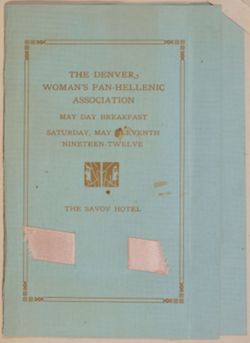 THE DENVER
WOMAN'S PAN-HELLENIC
ASSOCIATION
MAY DAY BREAKFAST
SATURDAY, MAY ELEVENTH
NINETEEN-TWELVE
THE SAVOY HOTEL